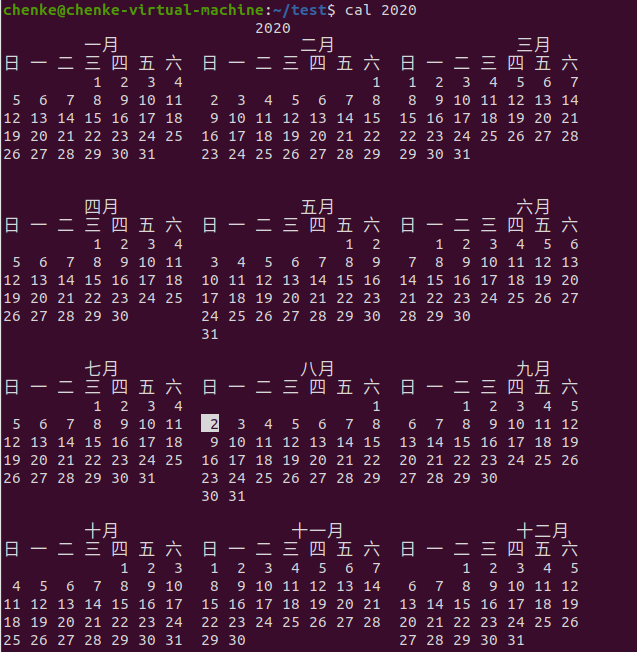 chenke@chenke-virtual-machine:~/test$ cal 2020
                            2020
         一月                    二月                    三月
日 一 二 三 四 五 六  日 一 二 三 四 五 六  日 一 二 三 四 五 六
          1  2  3  4                     1   1  2  3  4  5  6  7
 5  6  7  8  9 10 11   2  3  4  5  6  7  8   8  9 10 11 12 13 14
12 13 14 15 16 17 18   9 10 11 12 13 14 15  15 16 17 18 19 20 21
19 20 21 22 23 24 25  16 17 18 19 20 21 22  22 23 24 25 26 27 28
26 27 28 29 30 31     23 24 25 26 27 28 29  29 30 31
         四月                    五月                    六月
日 一 二 三 四 五 六  日 一 二 三 四 五 六  日 一 二 三 四 五 六
          1  2  3  4                  1  2      1  2  3  4  5  6
 5  6  7  8  9 10 11   3  4  5  6  7  8  9   7  8  9 10 11 12 13
12 13 14 15 16 17 18  10 11 12 13 14 15 16  14 15 16 17 18 19 20
19 20 21 22 23 24 25  17 18 19 20 21 22 23  21 22 23 24 25 26 27
26 27 28 29 30        24 25 26 27 28 29 30  28 29 30
                      31
         七月                    八月                    九月
日 一 二 三 四 五 六  日 一 二 三 四 五 六  日 一 二 三 四 五 六
          1  2  3  4                     1         1  2  3  4  5
 5  6  7  8  9 10 11   2  3  4  5  6  7  8   6  7  8  9 10 11 12
12 13 14 15 16 17 18   9 10 11 12 13 14 15  13 14 15 16 17 18 19
19 20 21 22 23 24 25  16 17 18 19 20 21 22  20 21 22 23 24 25 26
26 27 28 29 30 31     23 24 25 26 27 28 29  27 28 29 30
                      30 31
         十月                   十一月                   十二月
日 一 二 三 四 五 六  日 一 二 三 四 五 六  日 一 二 三 四 五 六
             1  2  3   1  2  3  4  5  6  7         1  2  3  4  5
 4  5  6  7  8  9 10   8  9 10 11 12 13 14   6  7  8  9 10 11 12
11 12 13 14 15 16 17  15 16 17 18 19 20 21  13 14 15 16 17 18 19
18 19 20 21 22 23 24  22 23 24 25 26 27 28  20 21 22 23 24 25 26
25 26 27 28 29 30 31  29 30                 27 28 29 30 31